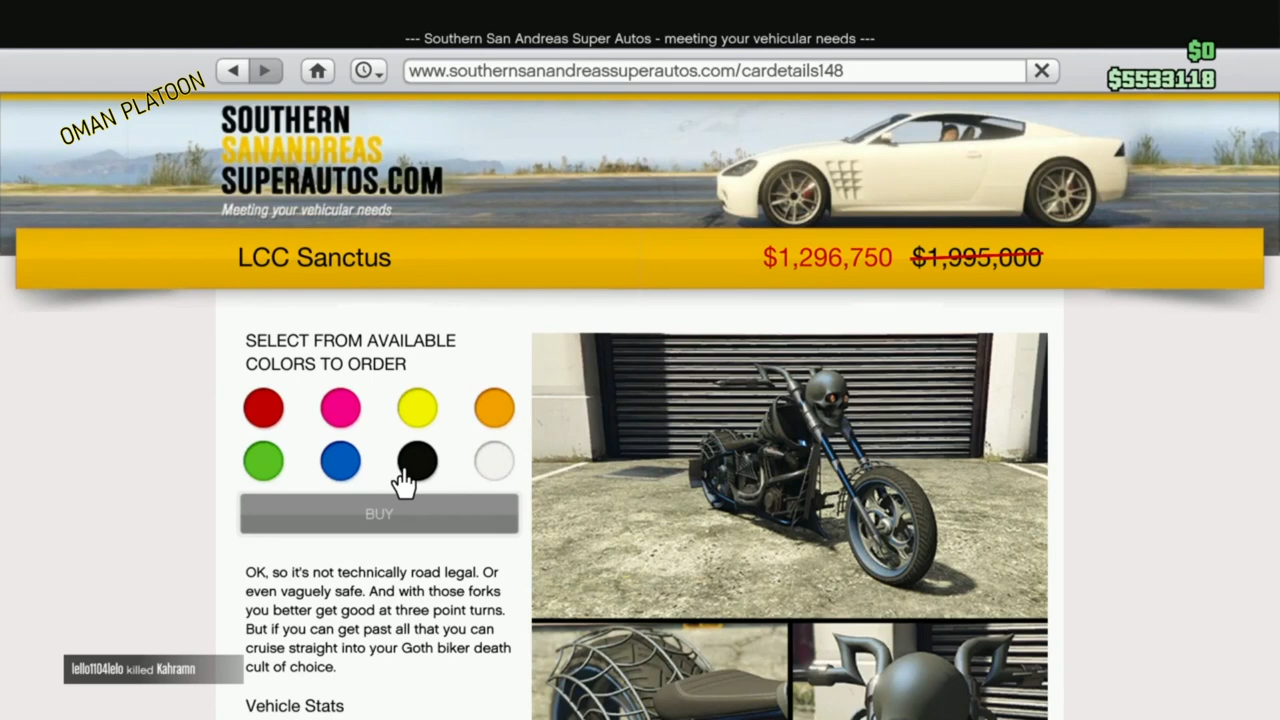 --- Southern San Andreas Super Autos - meeting your vehicular needs ---
$0
www.southernsanandreassuperautos.com/cardetails148
$5533118
OMAN PLATOON
SOUTHERN
SANANDREAS
SUPERAUTOS.COM
Meeting your vehicular needs
LCC Sanctus
$1,296,750 $1,995,000
SELECT FROM AVAILABLE
COLORS TO ORDER
BUY
OK, so it's not technically road legal. Or
even vaguely safe. And with those forks
you better get good at three point turns.
But if you can get past all that you can
cruise straight into your Goth biker death
cult of choice.
lello1104lelo killed Kahramn
Vehicle Stats